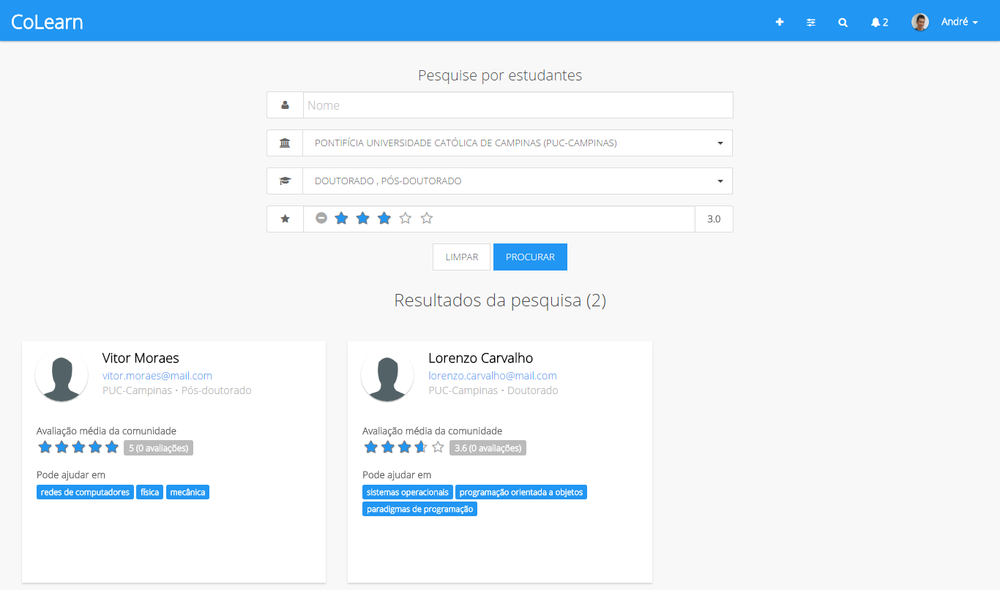 CoLearn
2
André
Pesquise por estudantes
Nome
PONTIFÍCIA UNIVERSIDADE CATÓLICA DE CAMPINAS (PUC-CAMPINAS)
DOUTORADO , PÓS-DOUTORADO
3.0
LIMPAR
PROCURAR
Resultados da pesquisa (2)
Vitor Moraes
vitor.moraes@mail.com
PUC-Campinas • Pós-doutorado
Avaliação média da comunidade
5 (0 avaliações)
Pode ajudar em
redes de computadores física mecânica
Lorenzo Carvalho
lorenzo.carvalho@mail.com
PUC-Campinas • Doutorado
Avaliação média da comunidade
3.6 (0 avaliações)
Pode ajudar em
sistemas operacionais programação orientada a objetos
paradigmas de programação